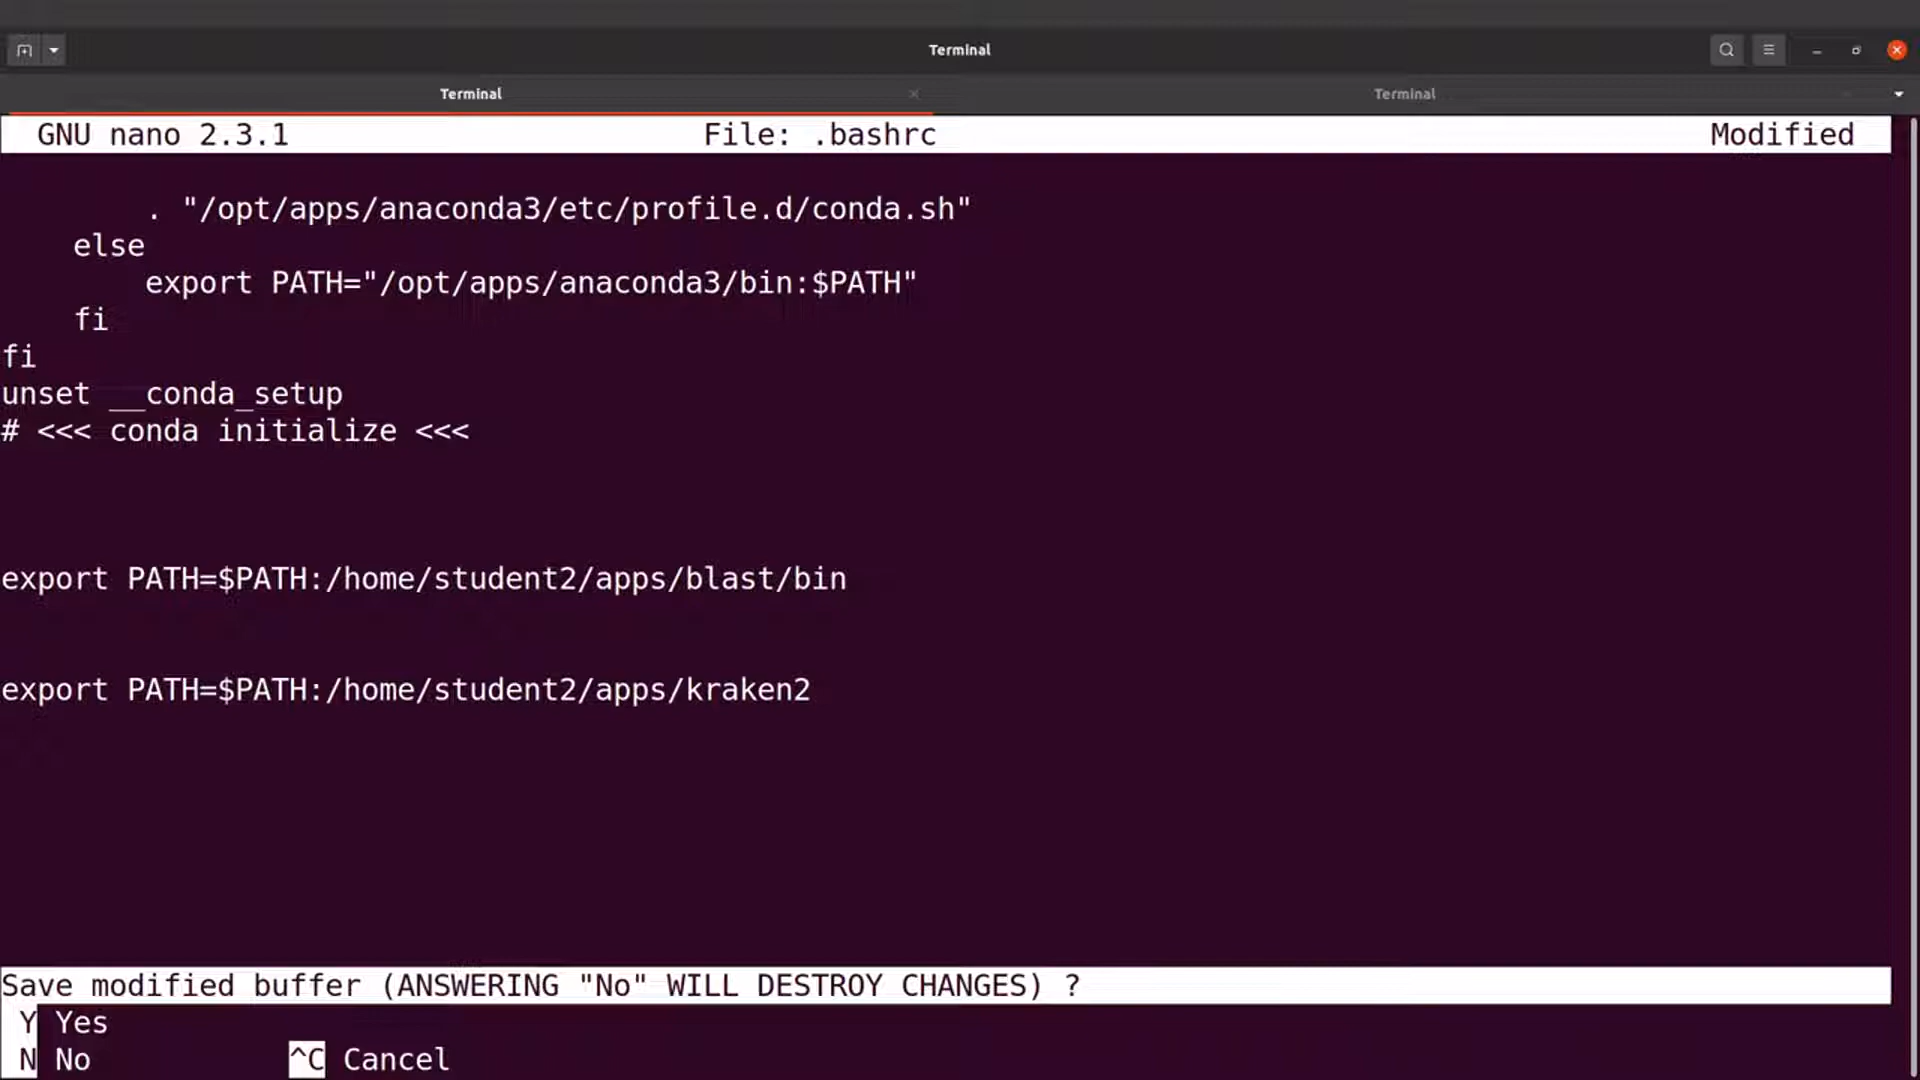 Terminal
Terminal Terminal
GNU nano 2.3.1 File: .bashrc Modified
. "/opt/apps/anaconda3/etc/profile.d/conda.sh"
else
export PATH="/opt/apps/anaconda3/bin:$PATH"
fi
fi
unset __conda_setup
# <<< conda initialize <<<
export PATH=$PATH:/home/student2/apps/blast/bin
export PATH=$PATH:/home/student2/apps/kraken2
Save modified buffer (ANSWERING "No" WILL DESTROY CHANGES) ?
Y Yes
N No ^C Cancel